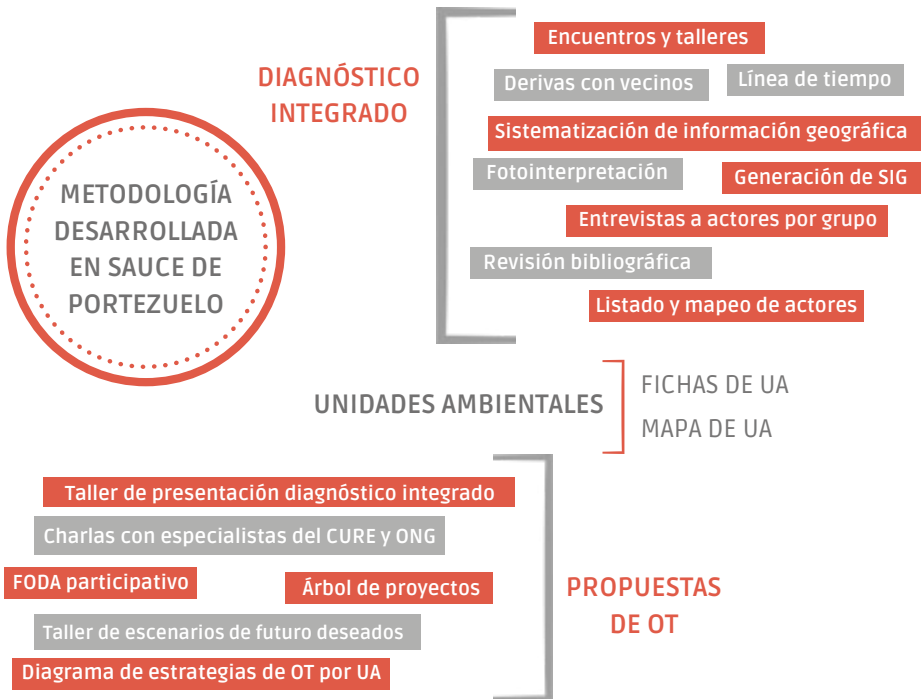 METODOLOGÍA
DESARROLLADA
EN SAUCE DE
PORTEZUELO
DIAGNÓSTICO
INTEGRADO
Encuentros y talleres
Derivas con vecinos
Línea de tiempo
Sistematización de información geográfica
Fotointerpretación
Generación de SIG
Entrevistas a actores por grupo
Revisión bibliográfica
Listado y mapeo de actores
UNIDADES AMBIENTALES
FICHAS DE UA
MAPA DE UA
Taller de presentación diagnóstico integrado
Charlas con especialistas del CURE y ONG
FODA participativo
Árbol de proyectos
Taller de escenarios de futuro deseados
Diagrama de estrategias de OT por UA
PROPUESTAS
DE OT